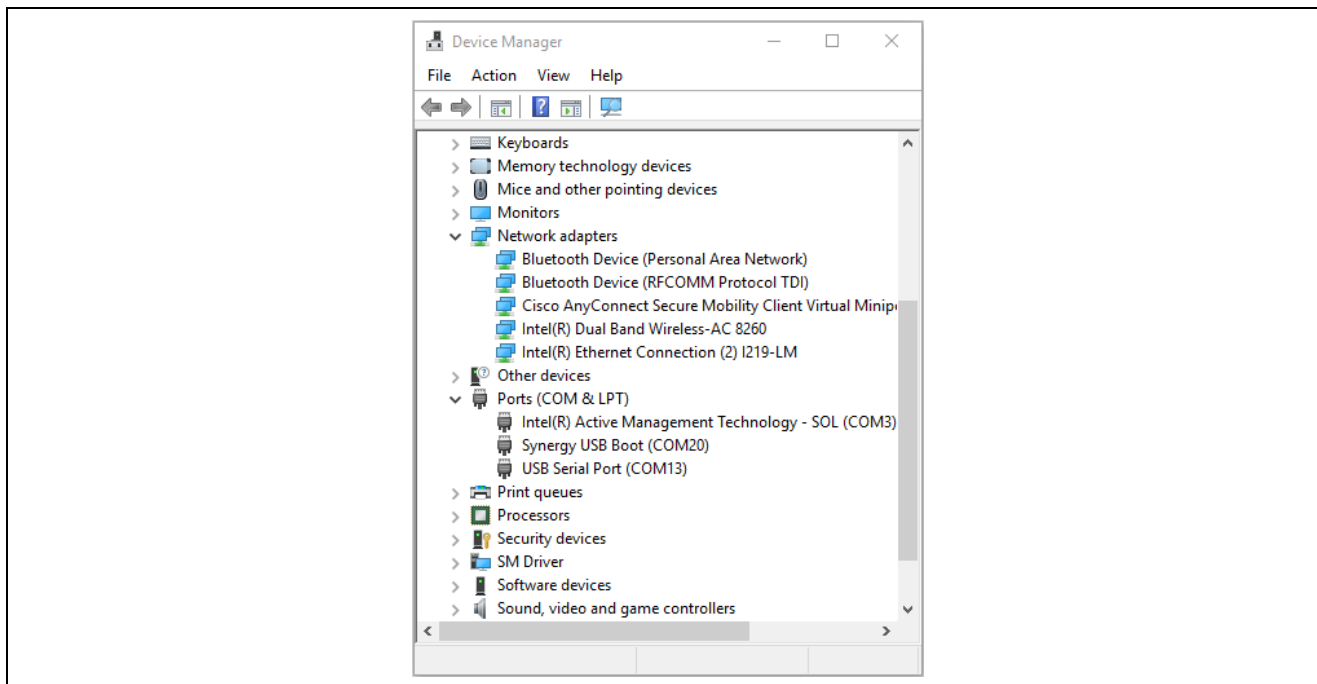 Device Manager
File Action View Help
Keyboards
Memory technology devices
Mice and other pointing devices
Monitors
Network adapters
Bluetooth Device (Personal Area Network)
Bluetooth Device (RFCOMM Protocol TDI)
Cisco AnyConnect Secure Mobility Client Virtual
Intel(R) Dual Band Wireless-AC 8260
Intel(R) Ethernet Connection (2) I219-LM
Other devices
Ports (COM & LPT)
Intel(R) Active Management Technology - SOL (COM3)
Synergy USB Boot (COM20)
USB Serial Port (COM13)
Print queues
Processors
Security devices
SM Driver
Software devices
Sound, video and game controllers